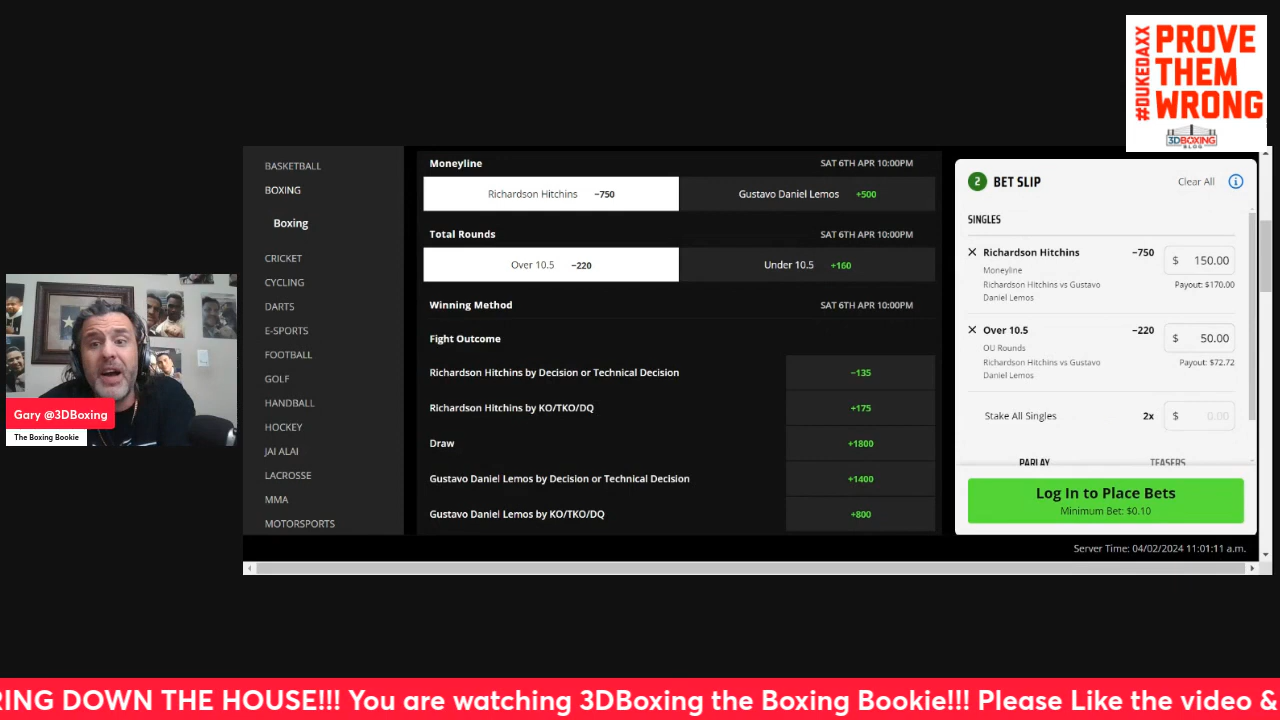 #DUKEDAXX
PROVE
THEM
WRONG
3DBOXING
BLOG
BASKETBALL
BOXING
Boxing
CRICKET
CYCLING
DARTS
E-SPORTS
FOOTBALL
GOLF
HANDBALL
HOCKEY
JAI ALAI
LACROSSE
MMA
MOTORSPORTS
Moneyline SAT 6TH APR 10:00PM
Richardson Hitchins −750 Gustavo Daniel Lemos +500
Total Rounds SAT 6TH APR 10:00PM
Over 10.5 −220 Under 10.5 +160
Winning Method SAT 6TH APR 10:00PM
Fight Outcome
Richardson Hitchins by Decision or Technical Decision −135
Richardson Hitchins by KO/TKO/DQ +175
Draw +1800
Gustavo Daniel Lemos by Decision or Technical Decision +1400
Gustavo Daniel Lemos by KO/TKO/DQ +800
2 BET SLIP Clear All i
SINGLES
Richardson Hitchins −750 $ 150.00
Moneyline
Richardson Hitchins vs Gustavo Payout: $170.00
Daniel Lemos
Over 10.5 −220 $ 50.00
OU Rounds
Richardson Hitchins vs Gustavo Payout: $72.72
Daniel Lemos
Stake All Singles 2x $ 0.00
PARLAY TEASERS
Log In to Place Bets
Minimum Bet: $0.10
Server Time: 04/02/2024 11:01:11 a.m.
Gary @3DBoxing
The Boxing Bookie
RING DOWN THE HOUSE!!! You are watching 3DBoxing the Boxing Bookie!!! Please Like the video &